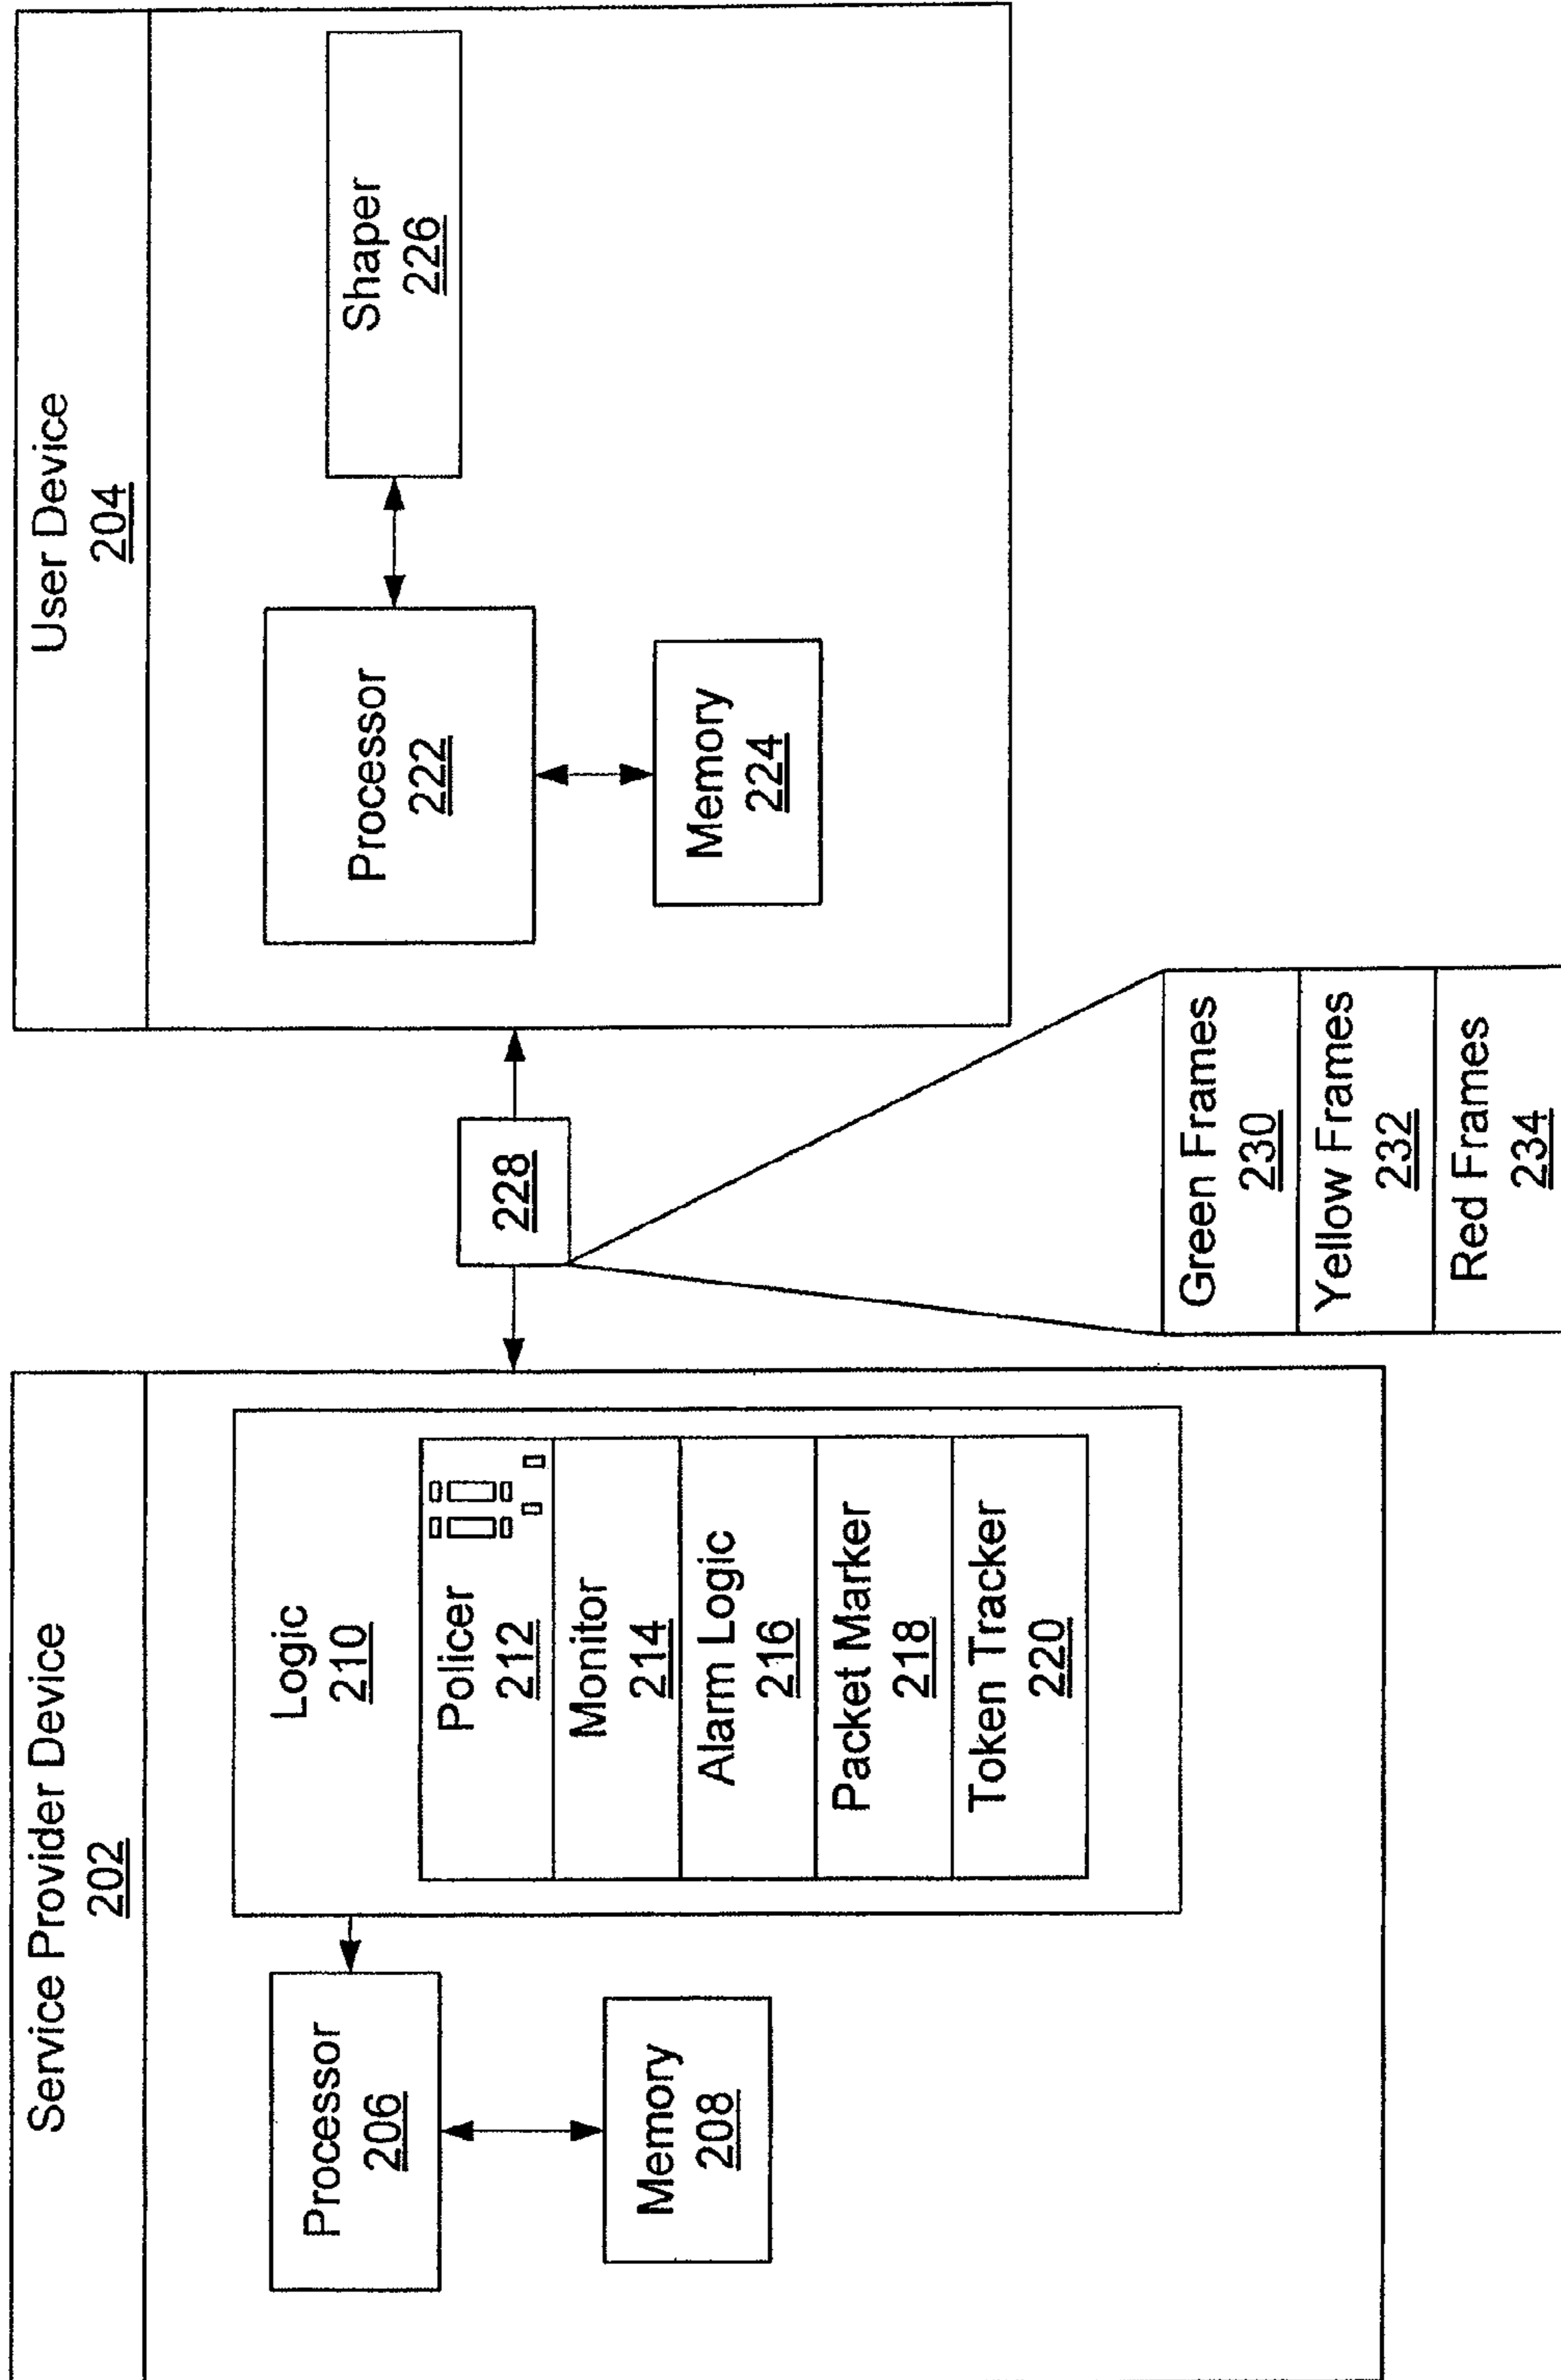 Service Provider Device
202
Processor
206
Memory
208
Logic
210
Policer
212
Monitor
214
Alarm Logic
216
Packet Marker
218
Token Tracker
220
228
Green Frames
230
Yellow Frames
232
Red Frames
234
User Device
204
Processor
222
Memory
224
Shaper
226